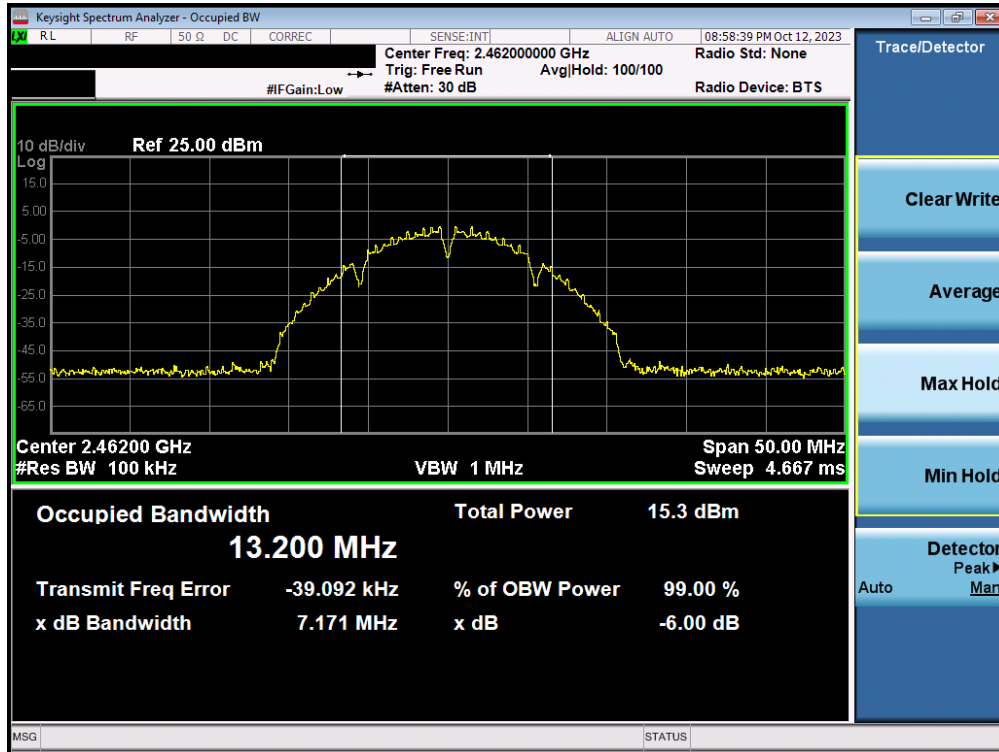 Keysight Spectrum Analyzer - Occupied BW
LXI RL RF 50 Ω DC CORREC SENSE:INT ALIGN AUTO 08:58:39 PM Oct 12, 2023
Center Freq: 2.462000000 GHz Radio Std: None
Trig: Free Run Avg|Hold: 100/100
#IFGain:Low #Atten: 30 dB Radio Device: BTS
Trace/Detector
10 dB/div Ref 25.00 dBm
Log
15.0
5.00
-5.00
-15.0
-25.0
-35.0
-45.0
-55.0
-65.0
Center 2.46200 GHz Span 50.00 MHz
#Res BW 100 kHz VBW 1 MHz Sweep 4.667 ms
Occupied Bandwidth Total Power 15.3 dBm
13.200 MHz
Transmit Freq Error -39.092 kHz % of OBW Power 99.00 %
x dB Bandwidth 7.171 MHz x dB -6.00 dB
Clear Write
Average
Max Hold
Min Hold
Detector
Peak▶
Auto Man
MSG STATUS